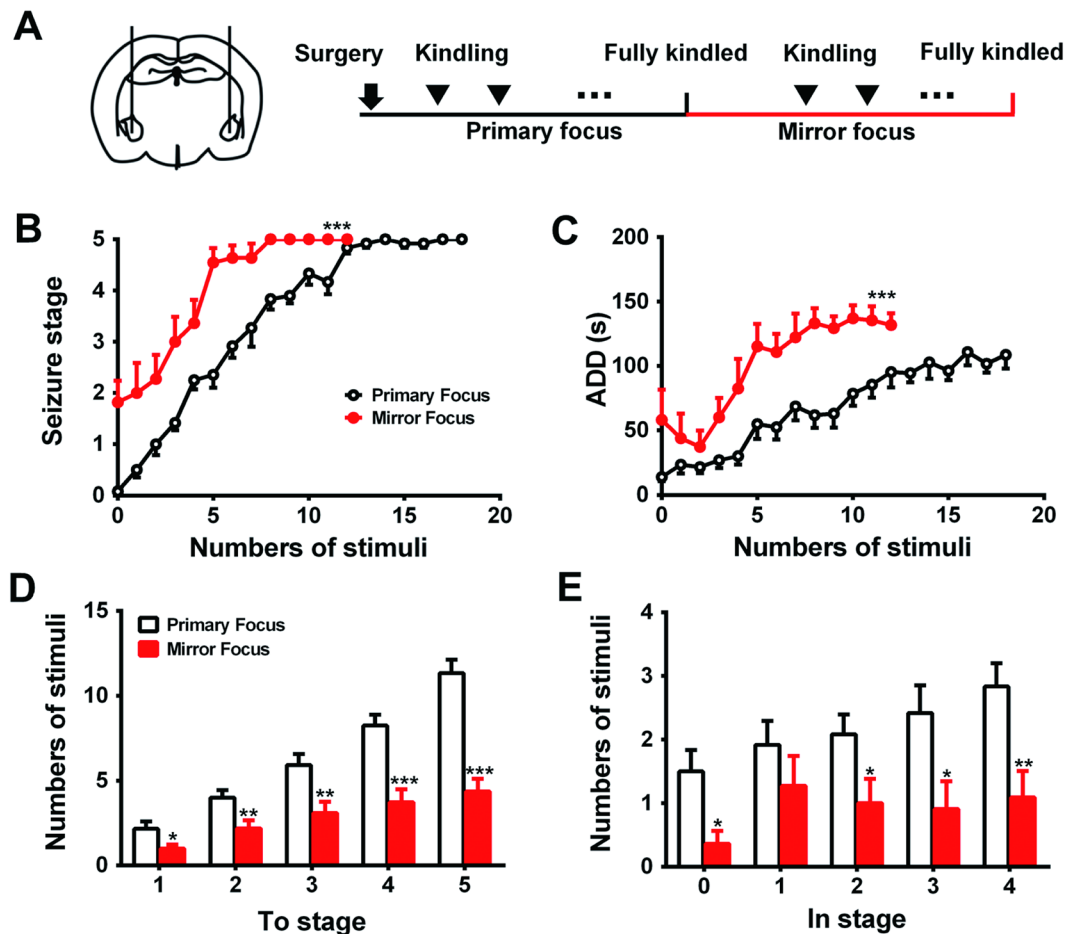 A
Surgery Kindling Fully kindled Kindling Fully kindled
Primary focus Mirror focus
B
Seizure stage
5
4
3
2
1
0
***
Primary Focus
Mirror Focus
0 5 10 15 20
Numbers of stimuli
C
ADD (s)
200
150
100
50
0
***
0 5 10 15 20
Numbers of stimuli
D
Numbers of stimuli
15
10
5
0
Primary Focus
Mirror Focus
* ** ** *** ***
1 2 3 4 5
To stage
E
Numbers of stimuli
4
3
2
1
0
* * * **
0 1 2 3 4
In stage